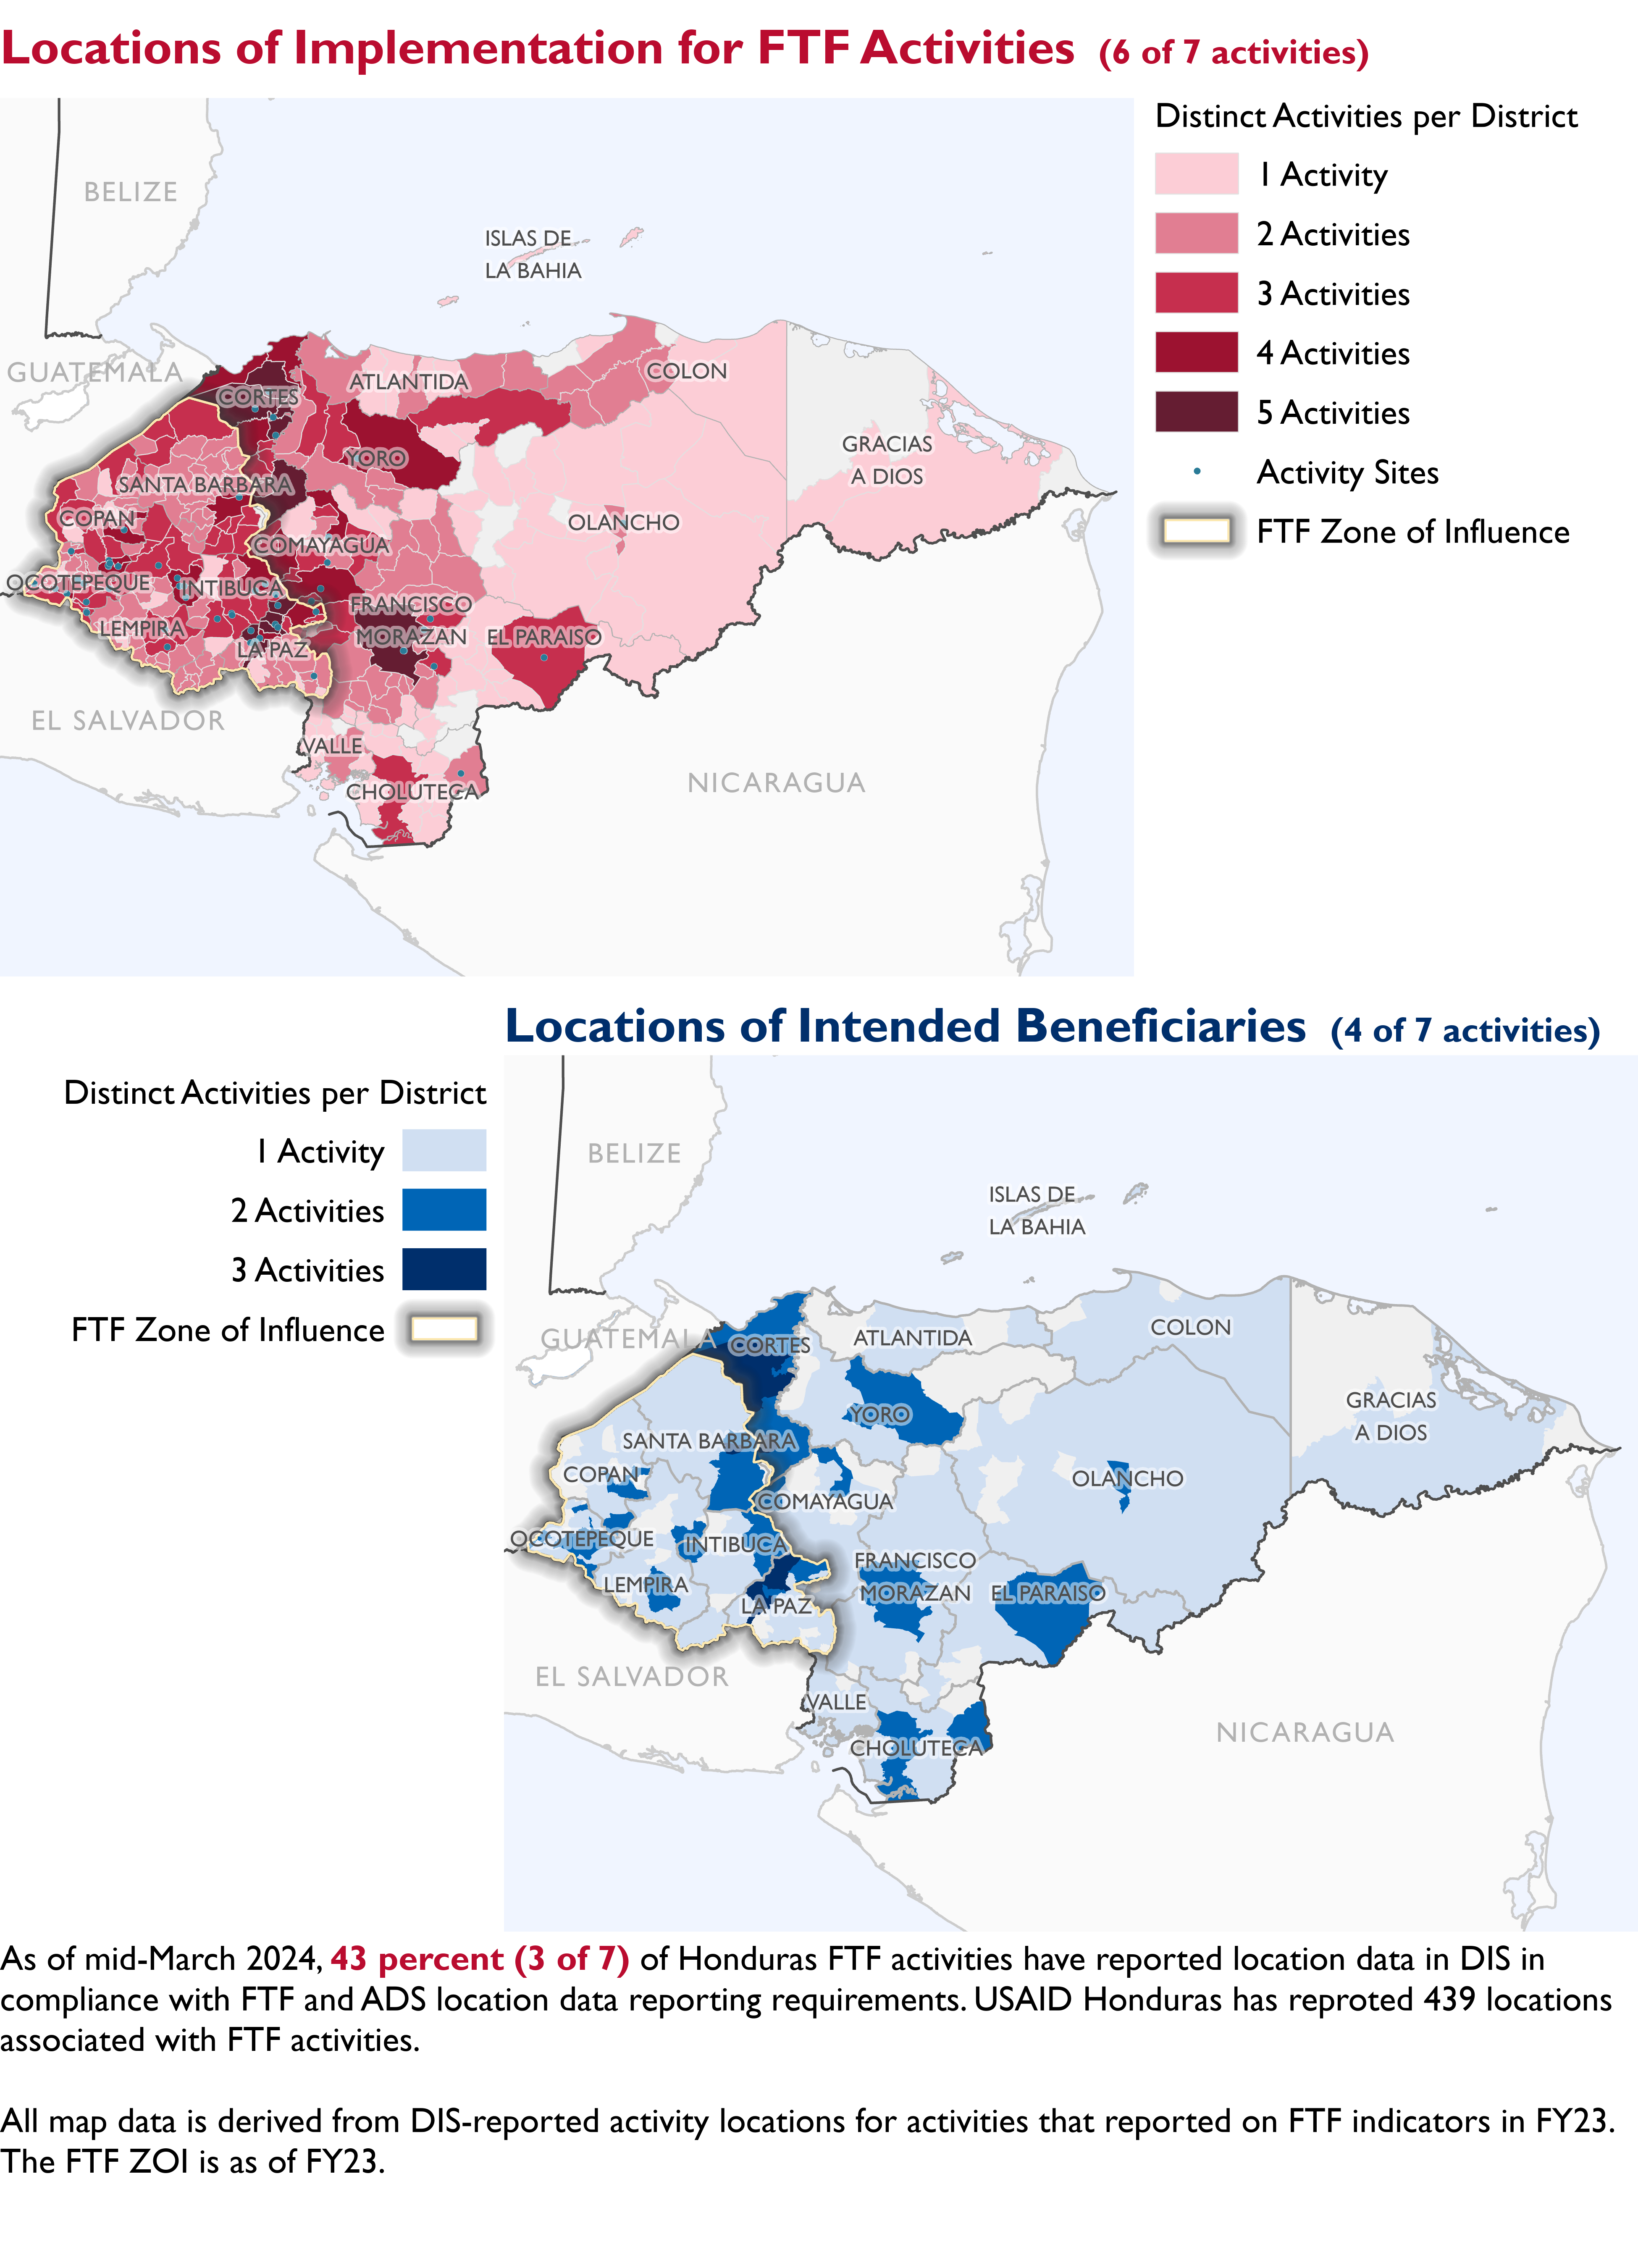 Locations of Implementation for FTF Activities (6 of 7 activities)
Distinct Activities per District
1 Activity
2 Activities
3 Activities
4 Activities
5 Activities
Activity Sites
FTF Zone of Influence
BELIZE
ISLAS DE
LA BAHIA
GUATEMALA
CORTES
ATLANTIDA
COLON
YORO
GRACIAS
A DIOS
SANTA BARBARA
COPAN
OLANCHO
COMAYAGUA
OCOTEPEQUE
INTIBUCA
FRANCISCO
MORAZAN
LEMPIRA
EL PARAISO
LA PAZ
EL SALVADOR
VALLE
NICARAGUA
CHOLUTECA
Locations of Intended Beneficiaries (4 of 7 activities)
Distinct Activities per District
1 Activity
2 Activities
3 Activities
FTF Zone of Influence
BELIZE
ISLAS DE
LA BAHIA
GUATEMALA
CORTES
ATLANTIDA
COLON
YORO
GRACIAS
A DIOS
SANTA BARBARA
COPAN
OLANCHO
COMAYAGUA
OCOTEPEQUE
INTIBUCA
FRANCISCO
MORAZAN
LEMPIRA
EL PARAISO
LA PAZ
EL SALVADOR
VALLE
NICARAGUA
CHOLUTECA
As of mid-March 2024, 43 percent (3 of 7) of Honduras FTF activities have reported location data in DIS in
compliance with FTF and ADS location data reporting requirements. USAID Honduras has reproted 439 locations
associated with FTF activities.
All map data is derived from DIS-reported activity locations for activities that reported on FTF indicators in FY23.
The FTF ZOI is as of FY23.